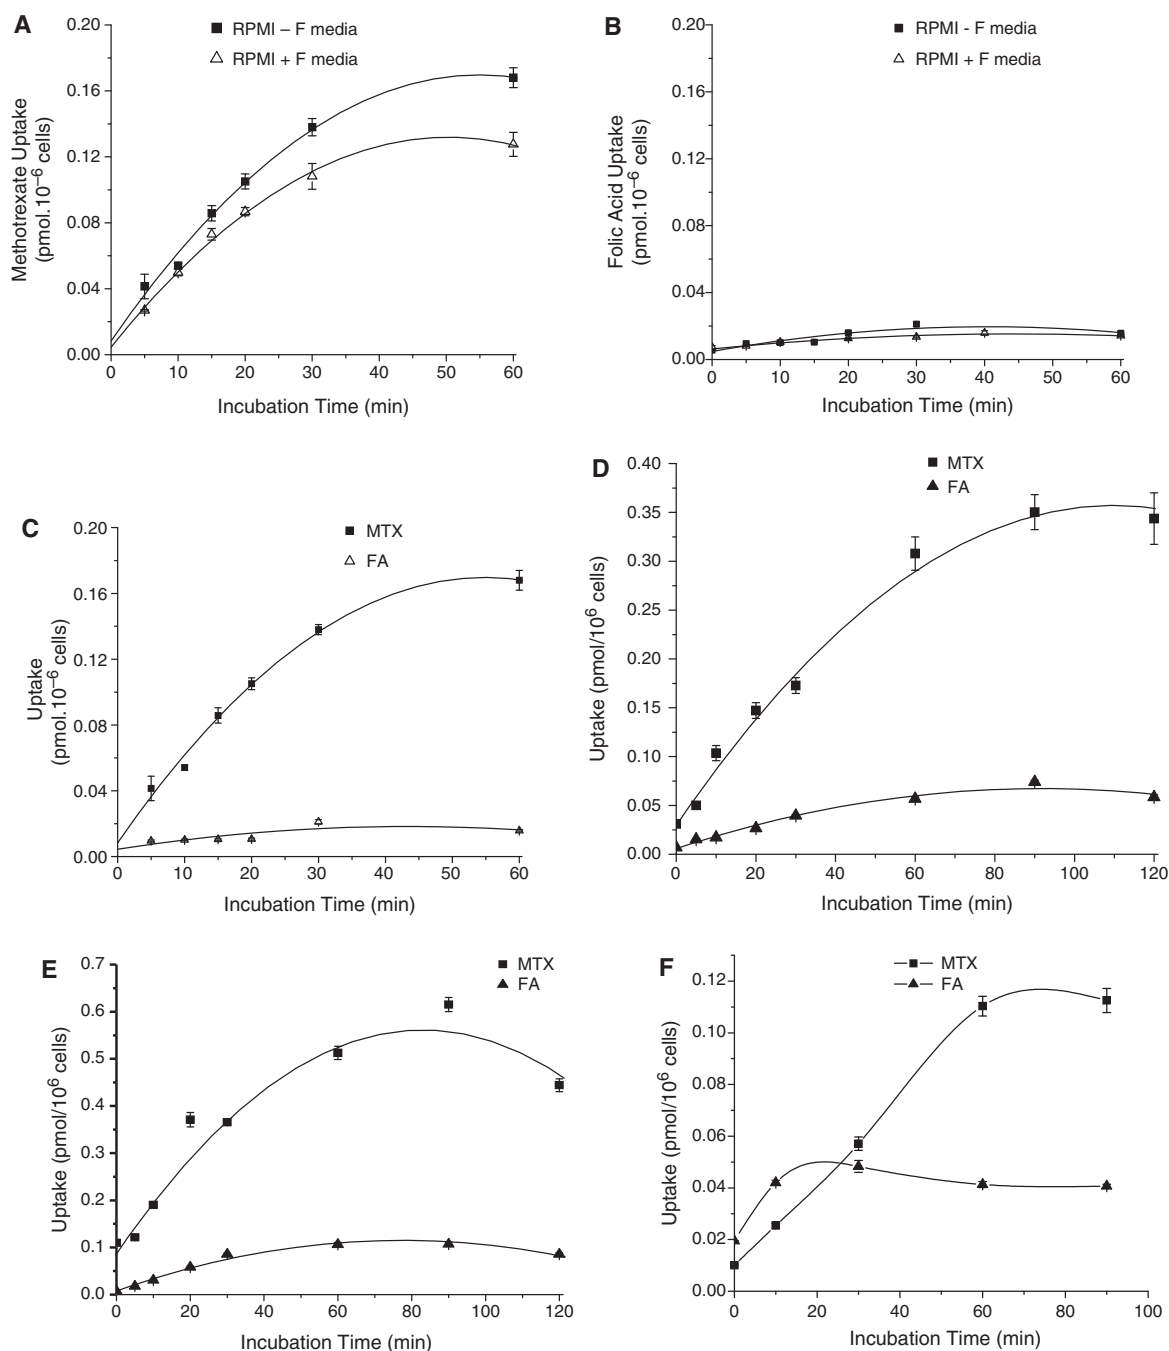 A
RPMI – F media
RPMI + F media
Methotrexate Uptake
(pmol.10⁻⁶ cells)
0.20
0.16
0.12
0.08
0.04
0.00
0 10 20 30 40 50 60
Incubation Time (min)
B
RPMI - F media
RPMI + F media
Folic Acid Uptake
(pmol.10⁻⁶ cells)
0.20
0.16
0.12
0.08
0.04
0.00
0 10 20 30 40 50 60
Incubation Time (min)
C
MTX
FA
Uptake
(pmol.10⁻⁶ cells)
0.20
0.16
0.12
0.08
0.04
0.00
0 10 20 30 40 50 60
Incubation Time (min)
D
MTX
FA
Uptake (pmol/10⁶ cells)
0.40
0.35
0.30
0.25
0.20
0.15
0.10
0.05
0.00
0 20 40 60 80 100 120
Incubation Time (min)
E
MTX
FA
Uptake (pmol/10⁶ cells)
0.7
0.6
0.5
0.4
0.3
0.2
0.1
0.0
0 20 40 60 80 100 120
Incubation Time (min)
F
MTX
FA
Uptake (pmol/10⁶ cells)
0.12
0.10
0.08
0.06
0.04
0.02
0.00
0 20 40 60 80 100
Incubation Time (min)